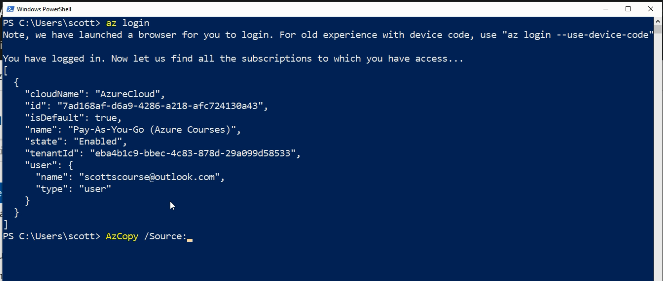 Windows PowerShell
PS C:\Users\scott> az login
Note, we have launched a browser for you to login. For old experience with device code, use "az login --use-device-code"
You have logged in. Now let us find all the subscriptions to which you have access...
[
  {
    "cloudName": "AzureCloud",
    "id": "7ad168af-d6a9-4286-a218-afc724130a43",
    "isDefault": true,
    "name": "Pay-As-You-Go (Azure Courses)",
    "state": "Enabled",
    "tenantId": "eba4b1c9-bbec-4c83-878d-29a099d58533",
    "user": {
      "name": "scottscourse@outlook.com",
      "type": "user"
    }
  }
]
PS C:\Users\scott> AzCopy /Source:_